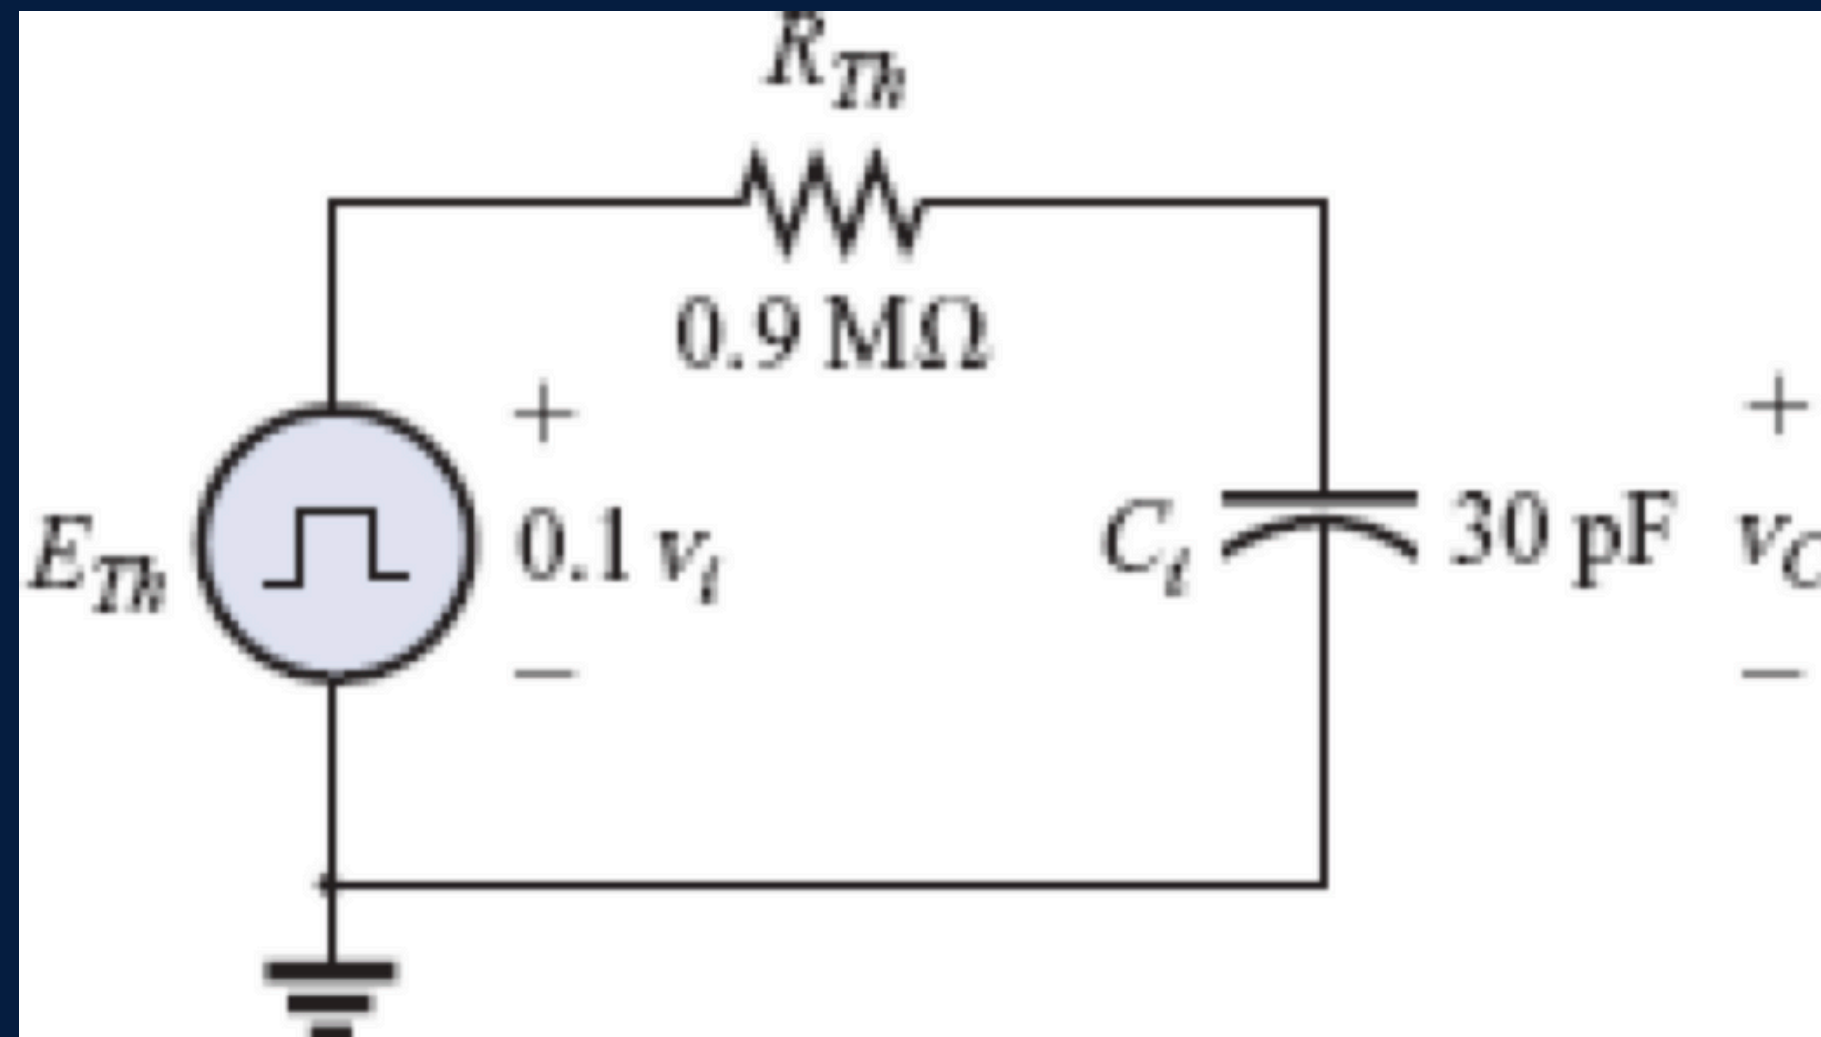 R_Th
0.9 MΩ
+
+
E_Th
0.1 v_i
C_i
30 pF
v_C
−
−